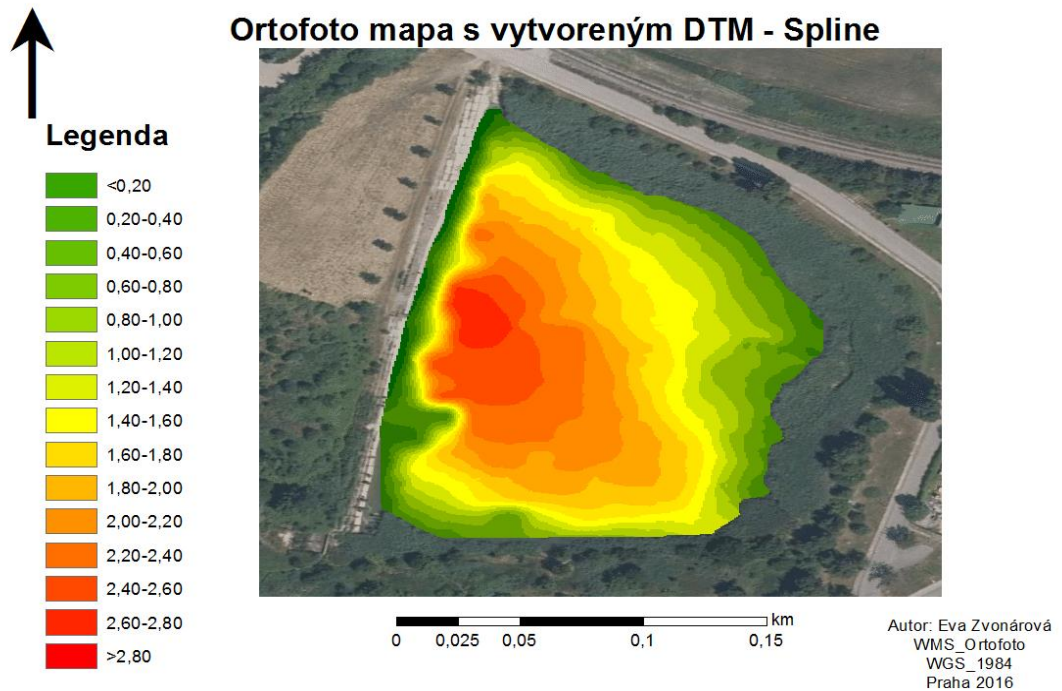 Ortofoto mapa s vytvoreným DTM - Spline
Legenda
<0,20
0,20-0,40
0,40-0,60
0,60-0,80
0,80-1,00
1,00-1,20
1,20-1,40
1,40-1,60
1,60-1,80
1,80-2,00
2,00-2,20
2,20-2,40
2,40-2,60
2,60-2,80
>2,80
km
0 0,025 0,05 0,1 0,15
Autor: Eva Zvonárová
WMS_Ortofoto
WGS_1984
Praha 2016